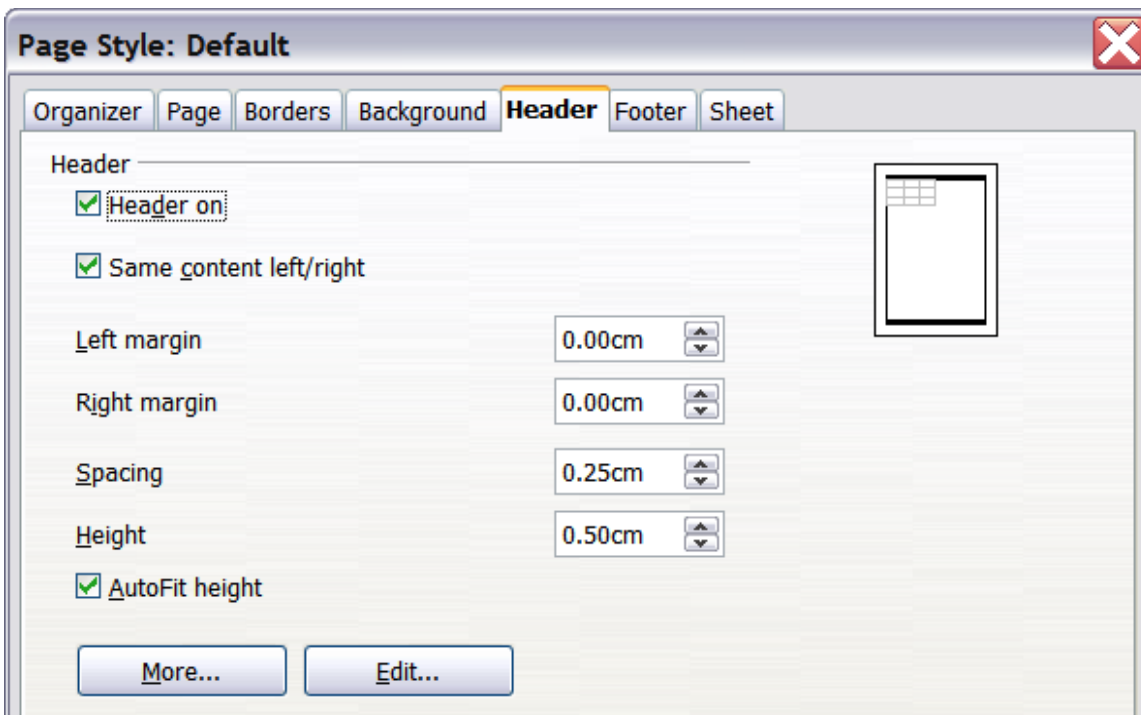 Page Style: Default
Organizer Page Borders Background Header Footer Sheet
Header
Header on
Same content left/right
Left margin 0.00cm
Right margin 0.00cm
Spacing 0.25cm
Height 0.50cm
AutoFit height
More... Edit...